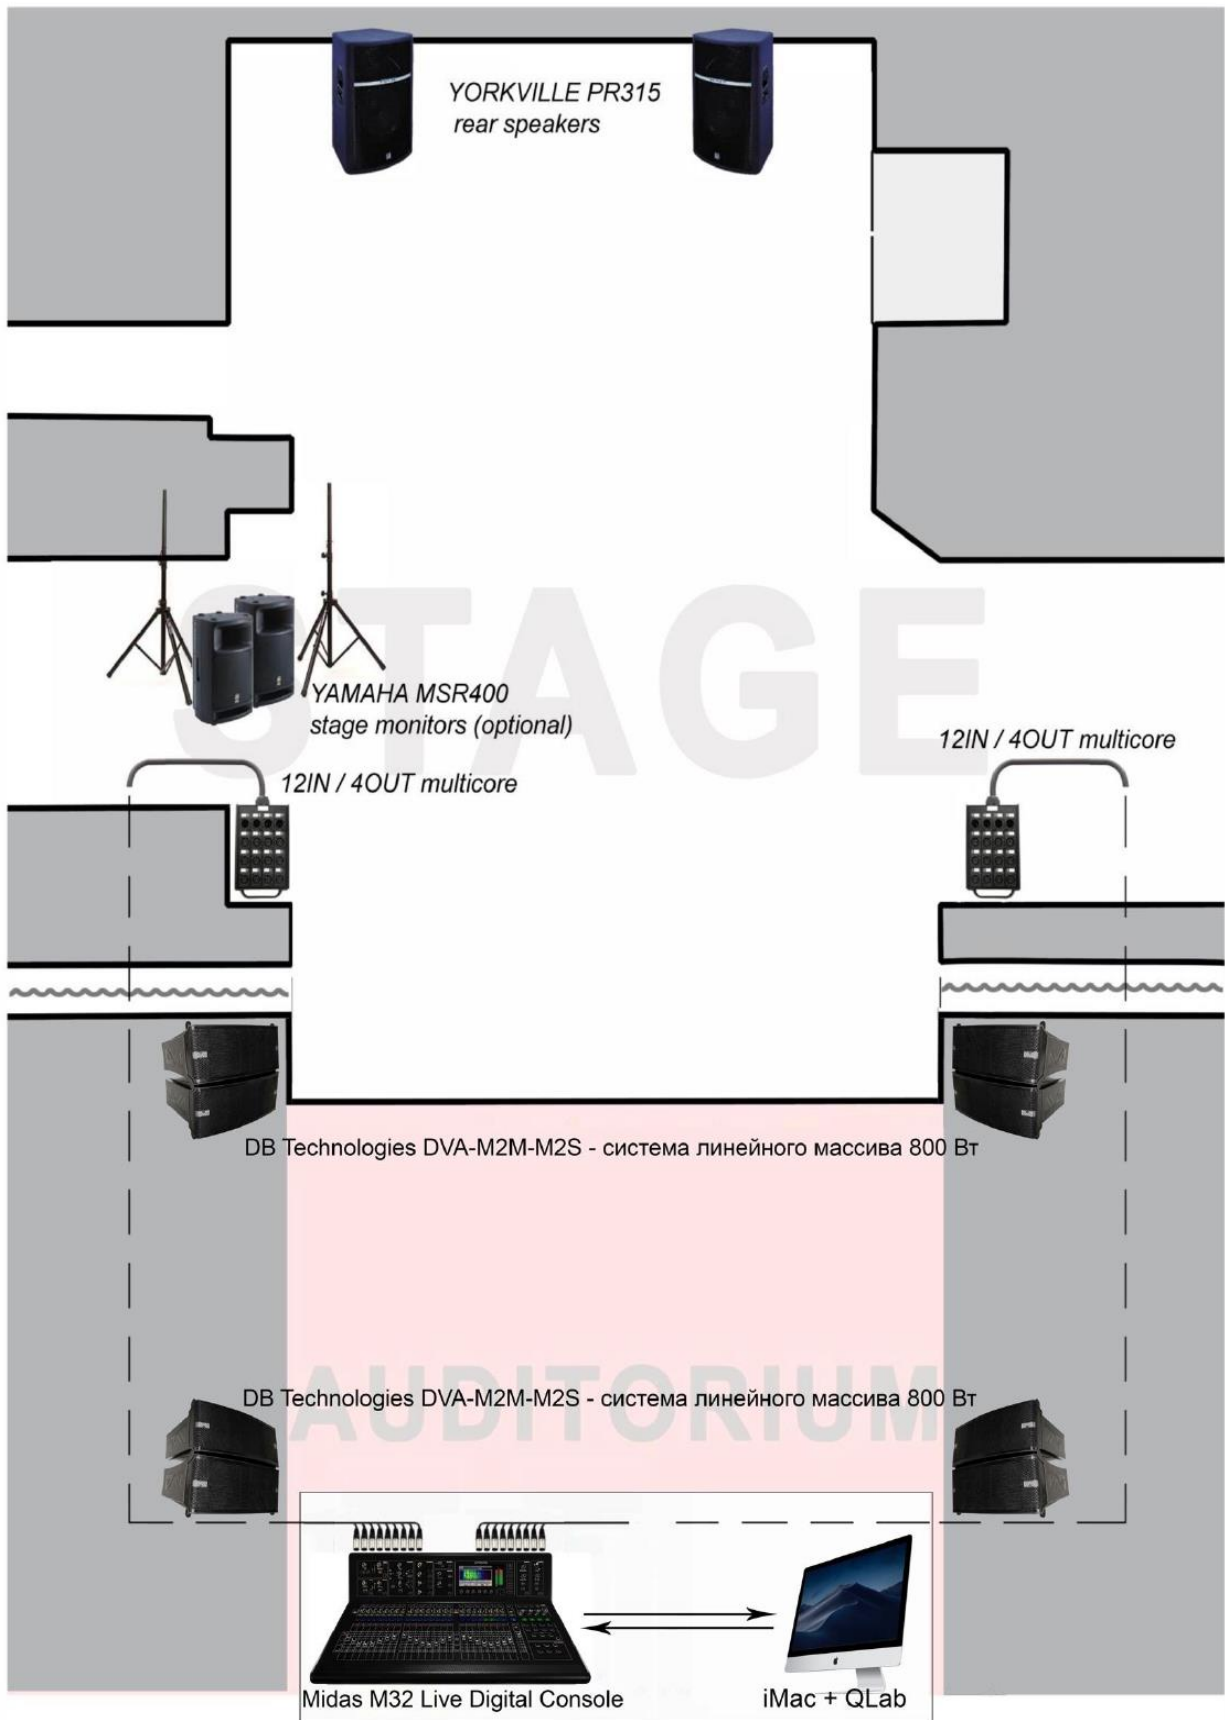 YORKVILLE PR315
rear speakers
STAGE
YAMAHA MSR400
stage monitors (optional)
12IN / 4OUT multicore
12IN / 4OUT multicore
DB Technologies DVA-M2M-M2S - система линейного массива 800 Вт
AUDITORIUM
DB Technologies DVA-M2M-M2S - система линейного массива 800 Вт
Midas M32 Live Digital Console
iMac + QLab